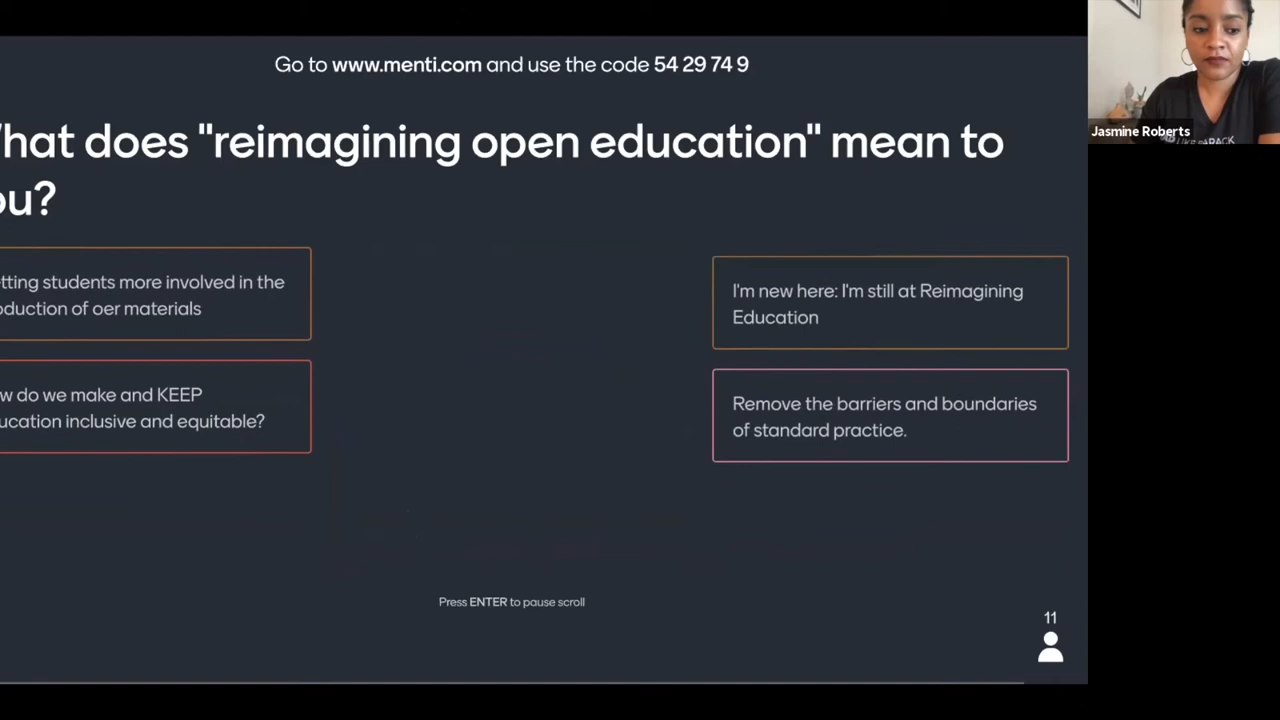 Go to www.menti.com and use the code 54 29 74 9
hat does "reimagining open education" mean to
ou?
tting students more involved in the
oduction of oer materials
w do we make and KEEP
ucation inclusive and equitable?
I'm new here: I'm still at Reimagining
Education
Remove the barriers and boundaries
of standard practice.
Press ENTER to pause scroll
11
Jasmine Roberts
LIKE BARACK